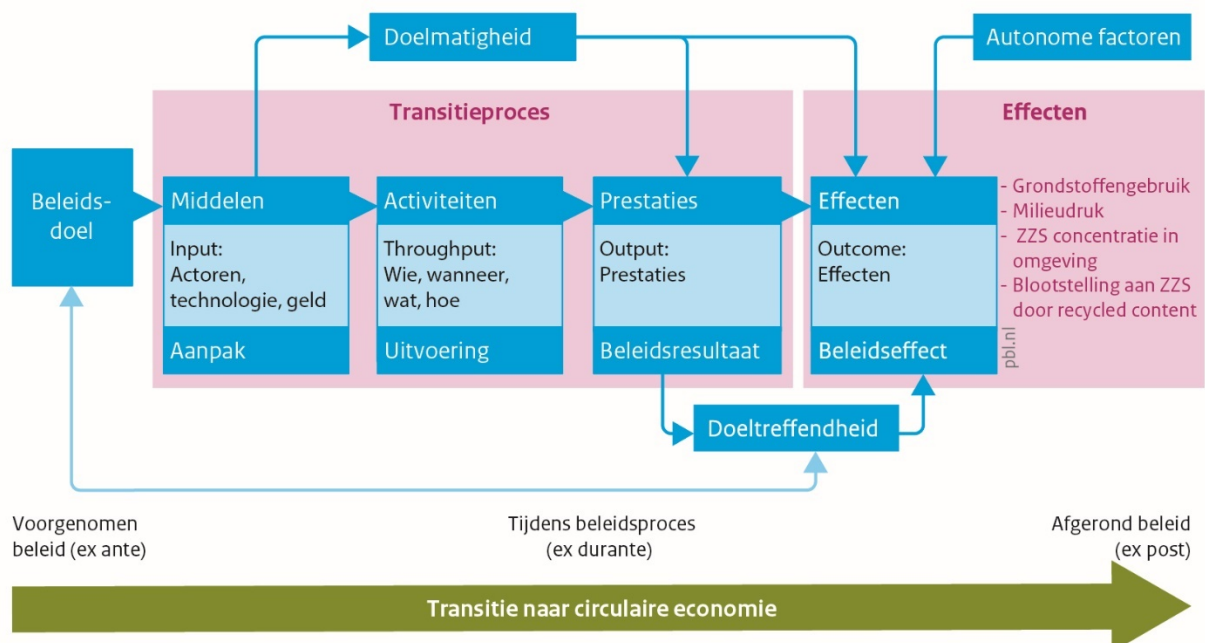 Doelmatigheid
Autonome factoren
Transitieproces
Effecten
Beleids-
doel
Middelen
Input:
Actoren,
technologie, geld
Aanpak
Activiteiten
Throughput:
Wie, wanneer,
wat, hoe
Uitvoering
Prestaties
Output:
Prestaties
Beleidsresultaat
Effecten
Outcome:
Effecten
Beleidseffect
- Grondstoffengebruik
- Milieudruk
- ZZS concentratie in
omgeving
- Blootstelling aan ZZS
door recycled content
pbl.nl
Doeltreffendheid
Voorgenomen
beleid (ex ante)
Tijdens beleidsproces
(ex durante)
Afgerond beleid
(ex post)
Transitie naar circulaire economie